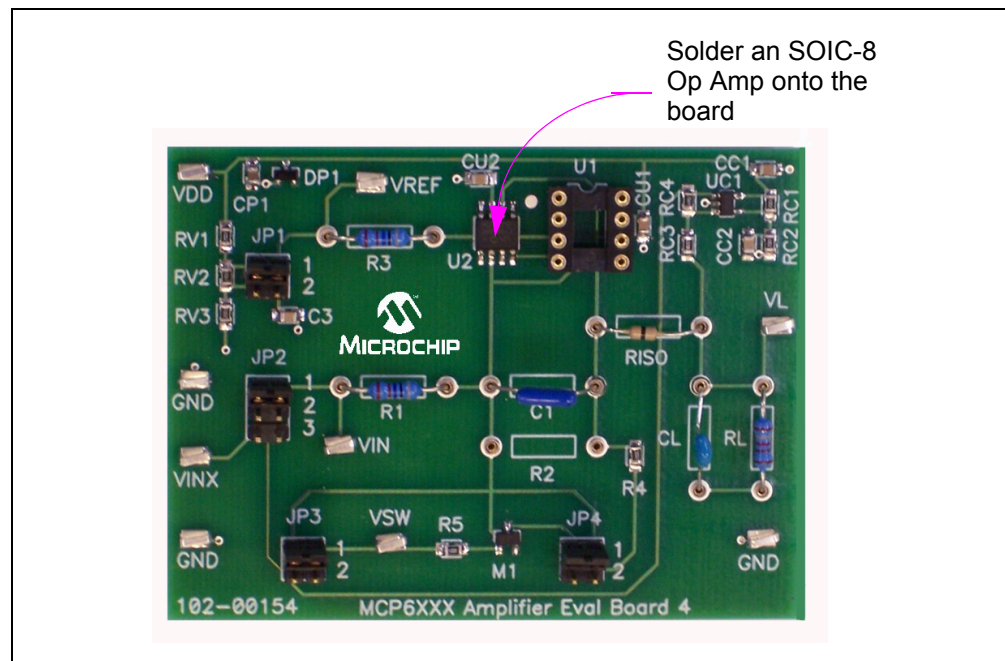 Solder an SOIC-8
Op Amp onto the
board
VDD
CP1
DP1
VREF
CU2
U1
CU1
CC1
UC1
RC4
RC1
RC3
CC2
RC2
RV1
JP1
1
2
R3
U2
RV2
RV3
C3
MICROCHIP
VL
RISO
JP2
1
2
3
GND
R1
C1
VIN
VINX
R2
CL
RL
R4
JP3
VSW
R5
JP4
1
2
M1
1
2
GND
GND
102-00154
MCP6XXX Amplifier Eval Board 4